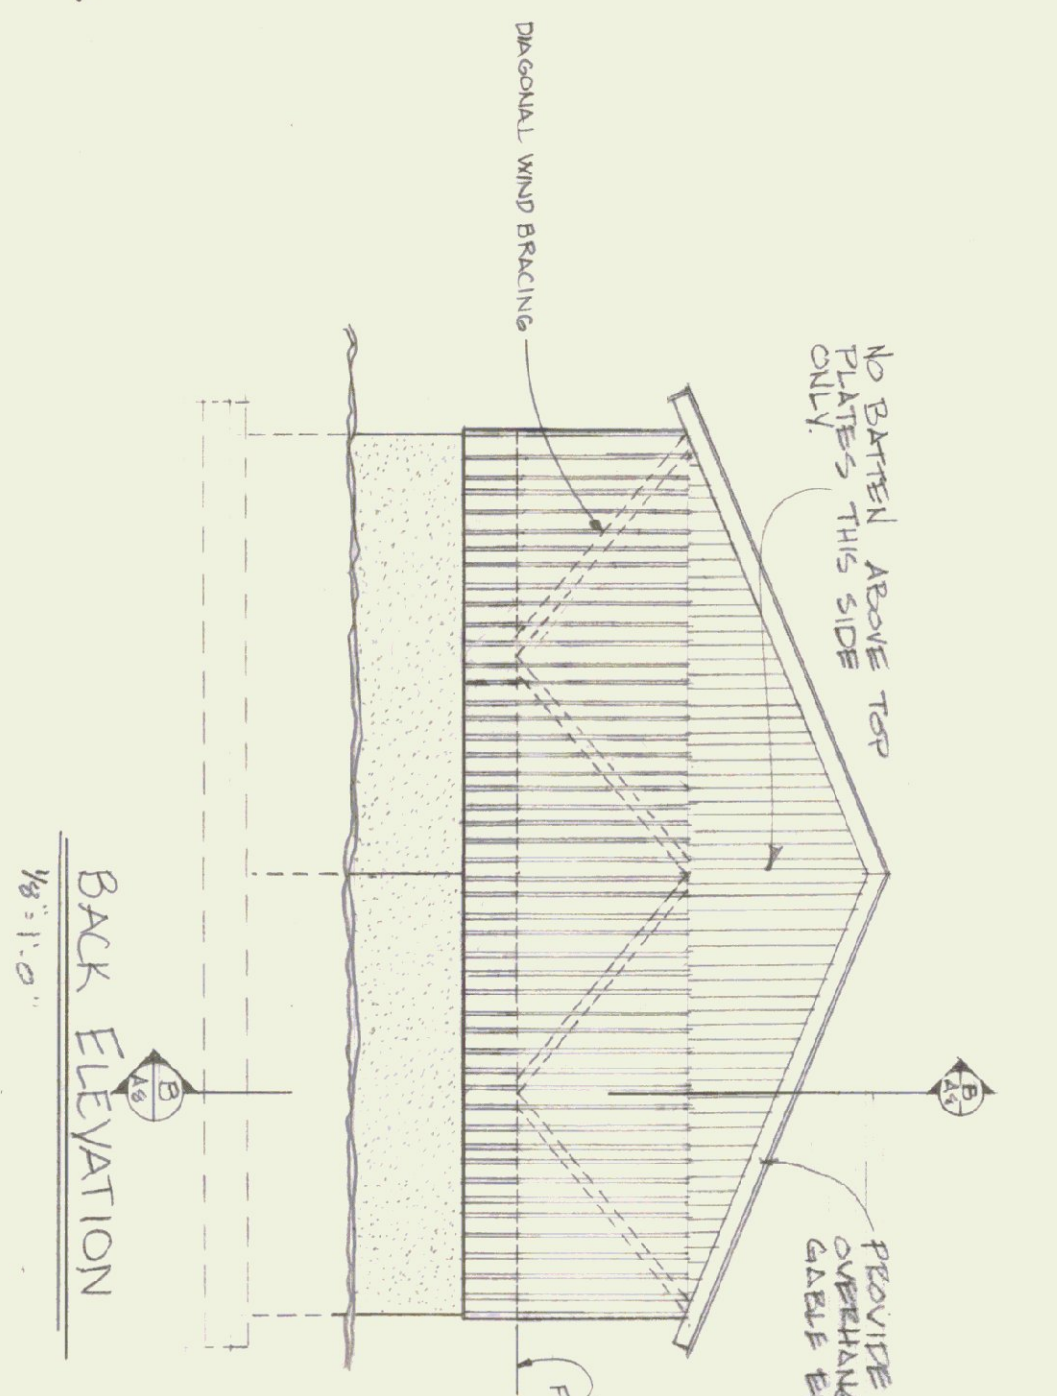 DIAGONAL WIND BRACING
NO BATTEN ABOVE TOP
PLATES THIS SIDE
ONLY.
B
A8
PROVIDE
OVERHANG
GABLE E
F
B
A8
BACK ELEVATION
1/8" = 1'-0"